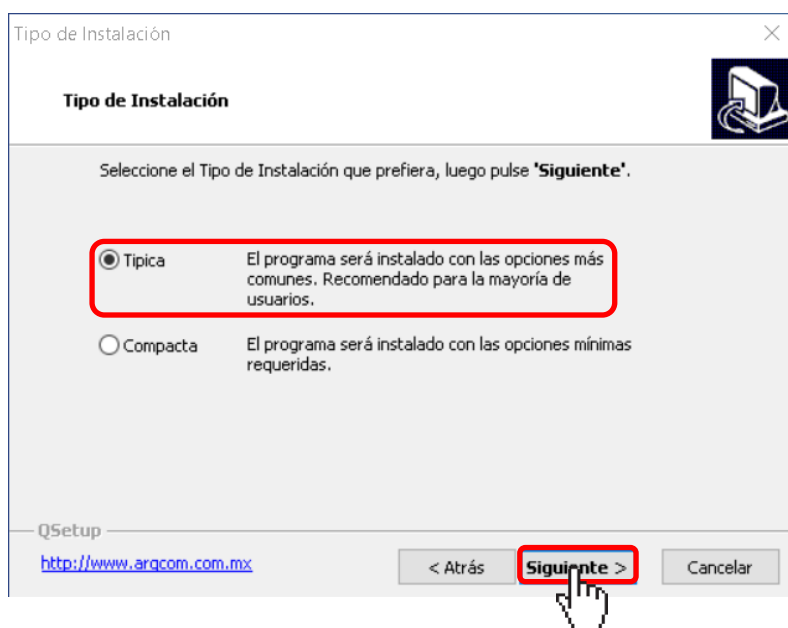 Tipo de Instalación
Tipo de Instalación
Seleccione el Tipo de Instalación que prefiera, luego pulse 'Siguiente'.
Tipica
El programa será instalado con las opciones más
comunes. Recomendado para la mayoría de
usuarios.
Compacta
El programa será instalado con las opciones mínimas
requeridas.
QSetup
http://www.arqcom.com.mx
< Atrás
Siguiente >
Cancelar